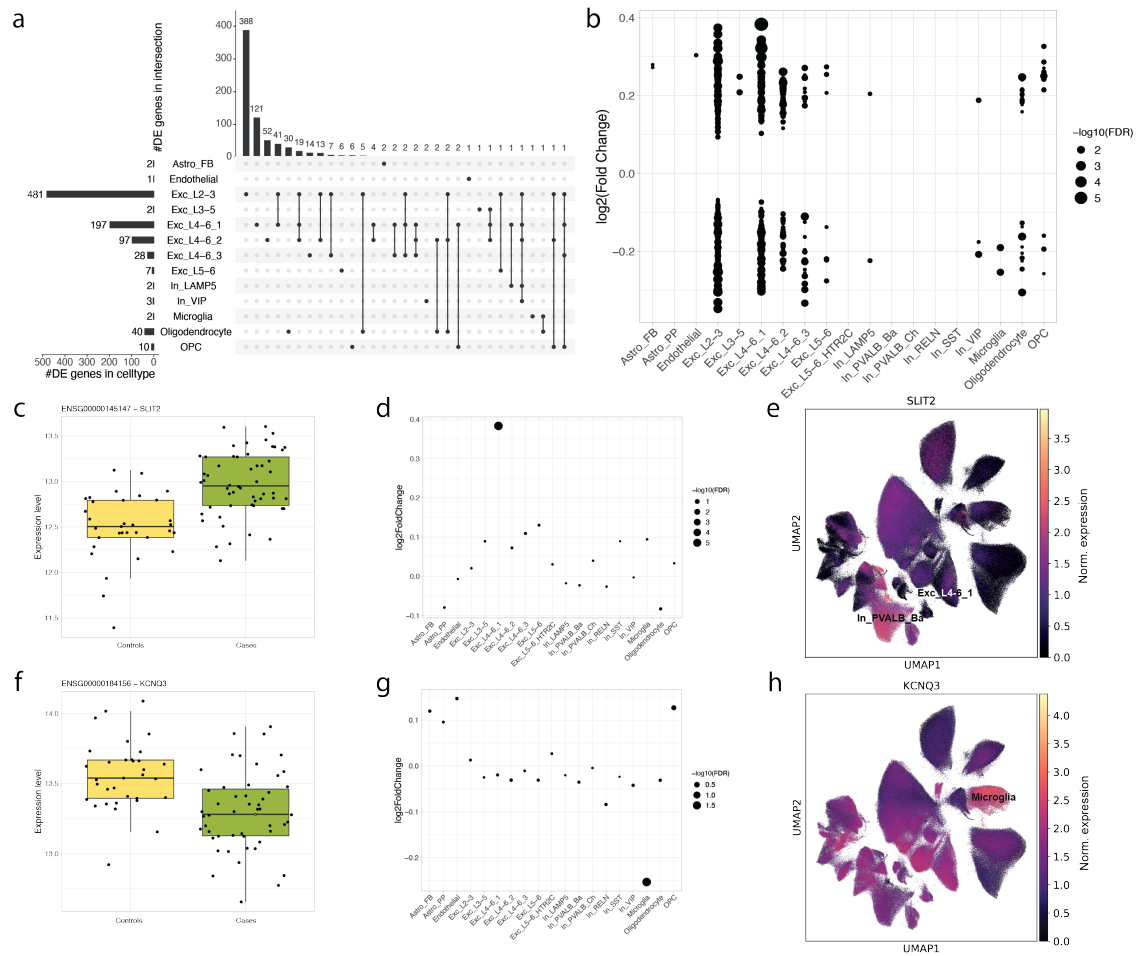 a
#DE genes in intersection
400
300
200
100
0
388
121
52
41
30
19
14
13
7
6
6
5
4
4
2
2
2
2
2
2
2
2
1
1
1
1
1
1
1
1
1
2 Astro_FB
1 Endothelial
481 Exc_L2-3
2 Exc_L3-5
197 Exc_L4-6_1
97 Exc_L4-6_2
28 Exc_L4-6_3
7 Exc_L5-6
2 In_LAMP5
3 In_VIP
2 Microglia
40 Oligodendrocyte
10 OPC
500 400 300 200 100 0
#DE genes in celltype
b
log2(Fold Change)
0.4
0.2
0.0
−0.2
Astro_FB
Astro_PP
Endothelial
Exc_L2−3
Exc_L3−5
Exc_L4−6_1
Exc_L4−6_2
Exc_L4−6_3
Exc_L5−6
Exc_L5−6_HTR2C
In_LAMP5
In_PVALB_Ba
In_PVALB_Ch
In_RELN
In_SST
In_VIP
Microglia
Oligodendrocyte
OPC
−log10(FDR)
2
3
4
5
c
ENSG00000145147 − SLIT2
Expression level
13.5
13.0
12.5
12.0
11.5
Controls
Cases
d
log2FoldChange
0.4
0.3
0.2
0.1
0.0
−0.1
Astro_FB
Astro_PP
Endothelial
Exc_L2−3
Exc_L3−5
Exc_L4−6_1
Exc_L4−6_2
Exc_L4−6_3
Exc_L5−6
Exc_L5−6_HTR2C
In_LAMP5
In_PVALB_Ba
In_PVALB_Ch
In_RELN
In_SST
In_VIP
Microglia
Oligodendrocyte
OPC
−log10(FDR)
1
2
3
4
5
e
SLIT2
UMAP2
Exc_L4-6_1
In_PVALB_Ba
UMAP1
3.5
3.0
2.5
2.0
1.5
1.0
0.5
0.0
Norm. expression
f
ENSG00000184156 − KCNQ3
Expression level
14.0
13.5
13.0
Controls
Cases
g
log2FoldChange
0.1
0.0
−0.1
−0.2
Astro_FB
Astro_PP
Endothelial
Exc_L2−3
Exc_L3−5
Exc_L4−6_1
Exc_L4−6_2
Exc_L4−6_3
Exc_L5−6
Exc_L5−6_HTR2C
In_LAMP5
In_PVALB_Ba
In_PVALB_Ch
In_RELN
In_SST
In_VIP
Microglia
Oligodendrocyte
OPC
−log10(FDR)
0.5
1.0
1.5
h
KCNQ3
UMAP2
Microglia
UMAP1
4.0
3.5
3.0
2.5
2.0
1.5
1.0
0.5
0.0
Norm. expression